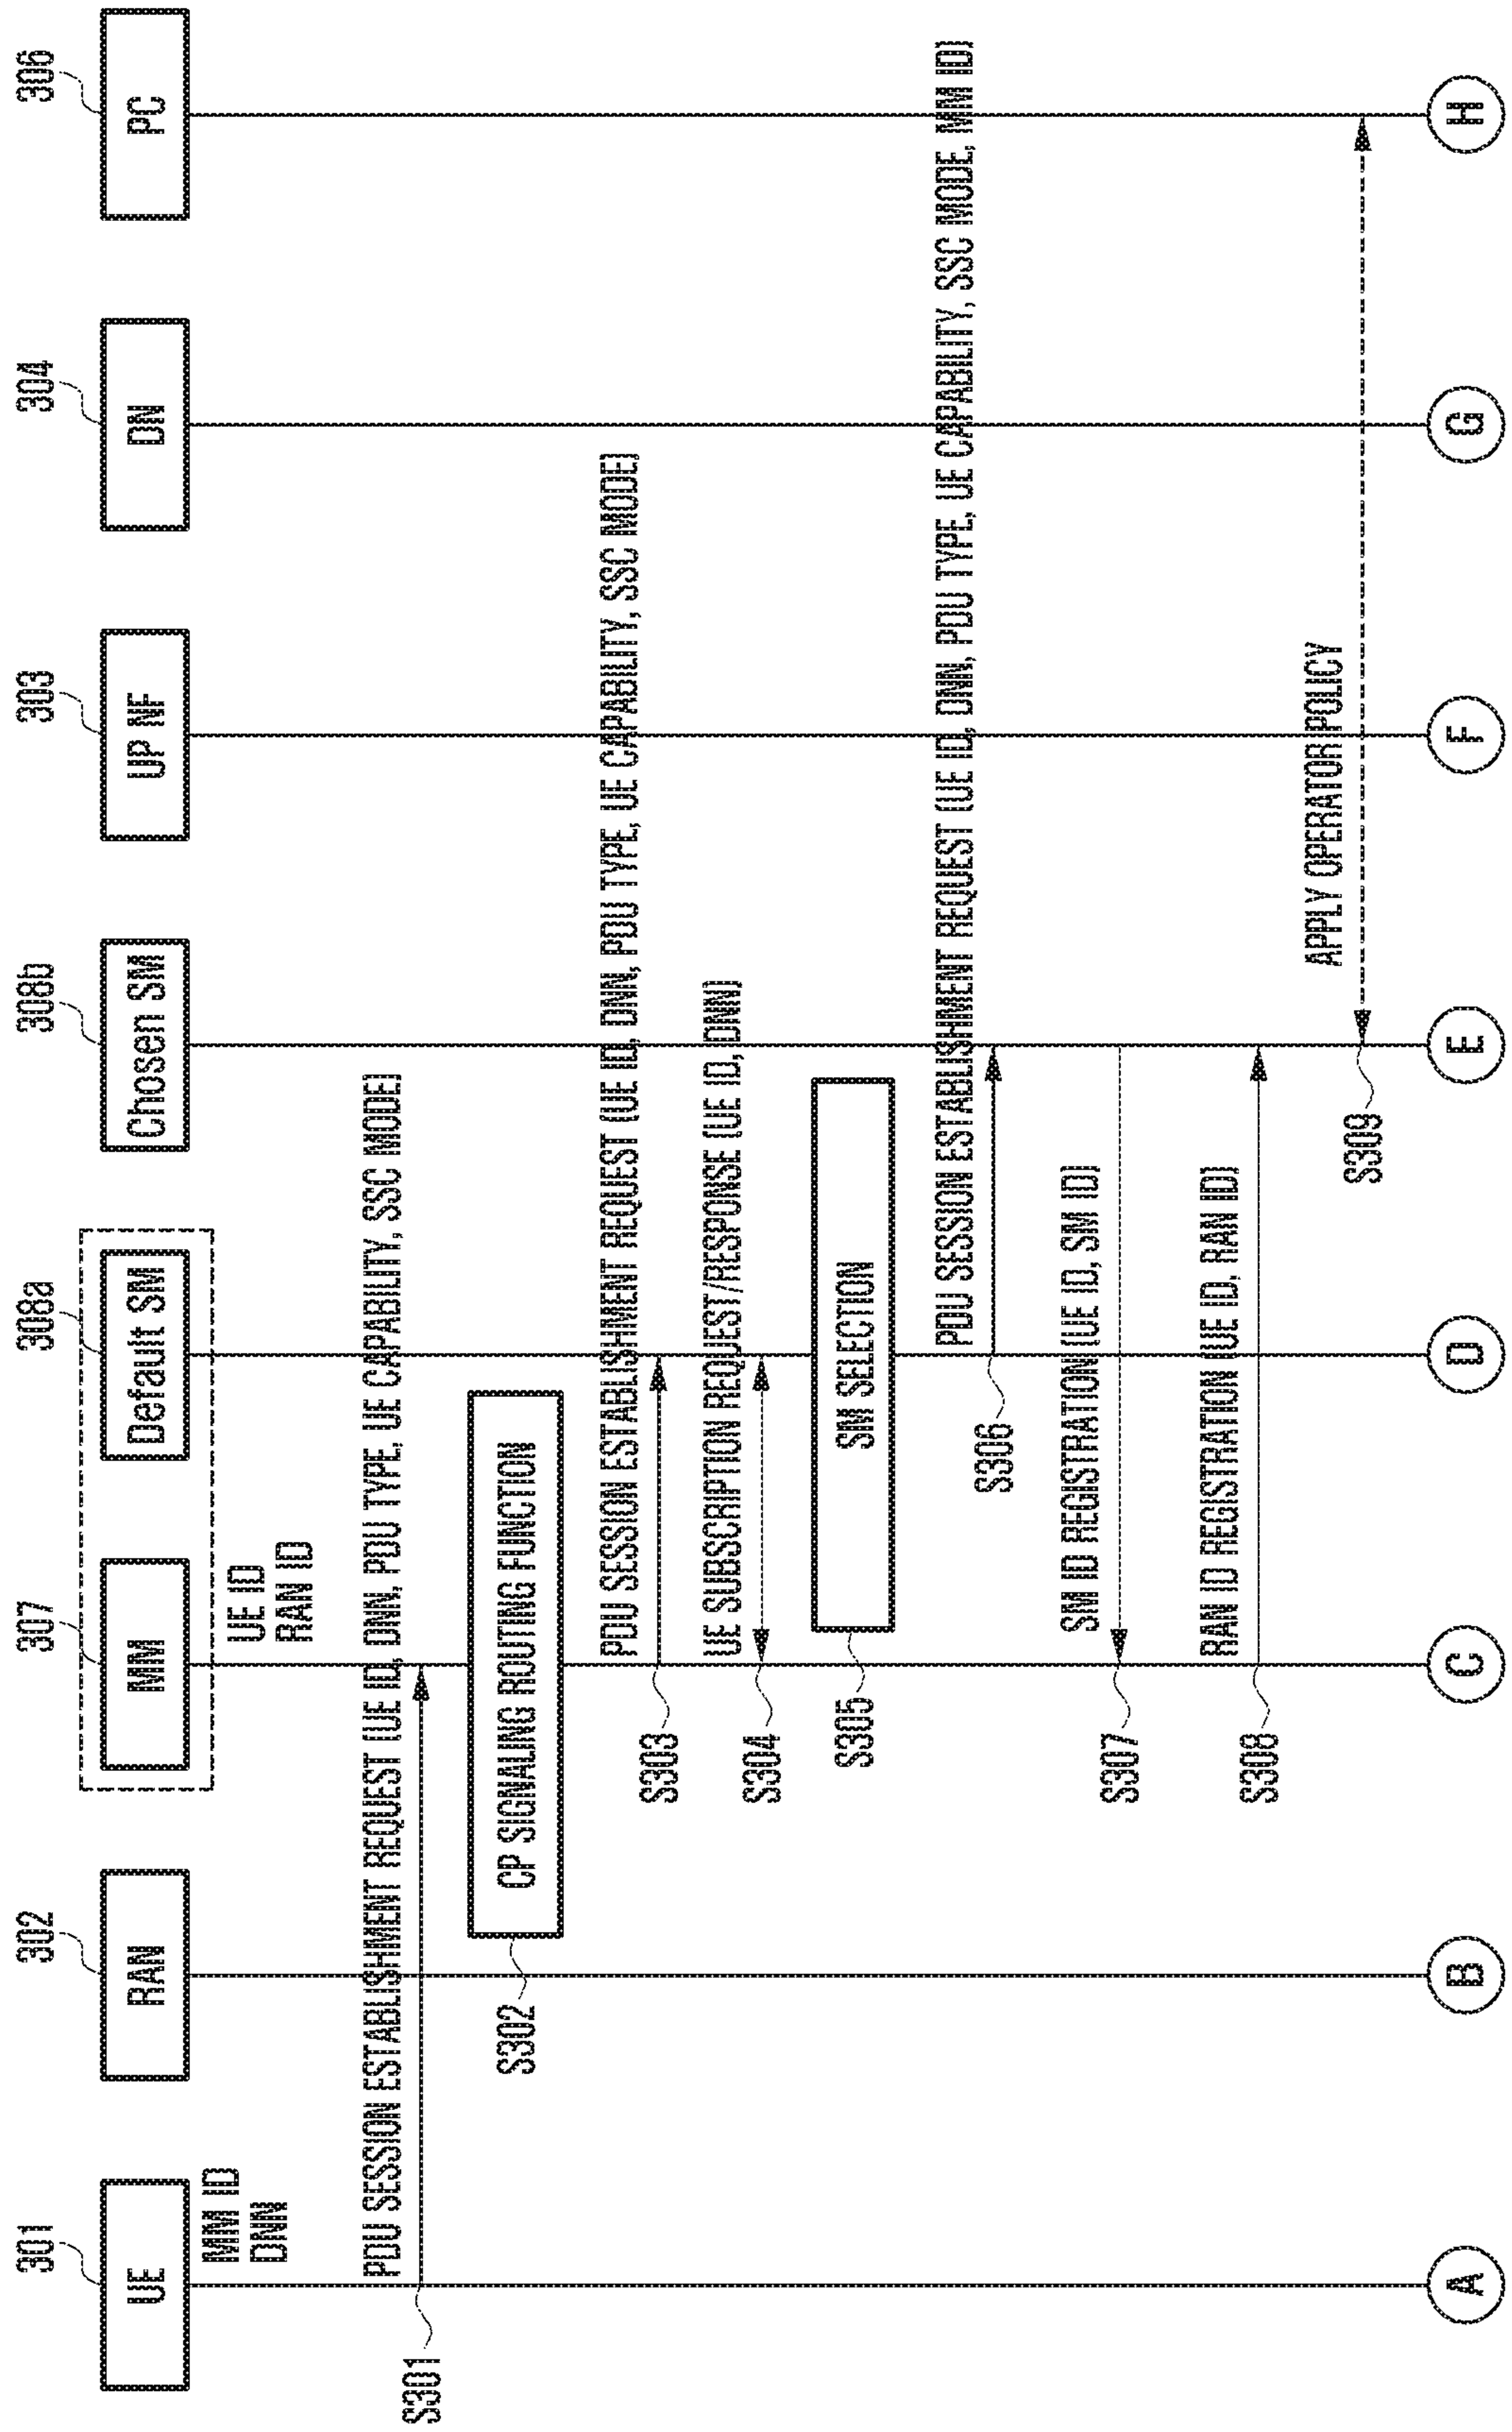 301
302
307
308a
308b
303
304
306
UE
RAN
MM
Default SM
Chosen SM
UP NF
DN
PC
MM ID
DNN
UE ID
RAN ID
PDU SESSION ESTABLISHMENT REQUEST (UE ID, DNN, PDU TYPE, UE CAPABILITY, SSC MODE)
S301
CP SIGNALING ROUTING FUNCTION
S302
PDU SESSION ESTABLISHMENT REQUEST (UE ID, DNN, PDU TYPE, UE CAPABILITY, SSC MODE)
S303
UE SUBSCRIPTION REQUEST/RESPONSE (UE ID, DNN)
S304
SM SELECTION
S305
PDU SESSION ESTABLISHMENT REQUEST (UE ID, DNN, PDU TYPE, UE CAPABILITY, SSC MODE, MM ID)
S306
SM ID REGISTRATION (UE ID, SM ID)
S307
RAN ID REGISTRATION (UE ID, RAN ID)
S308
APPLY OPERATOR POLICY
S309
A
B
C
D
E
F
G
H